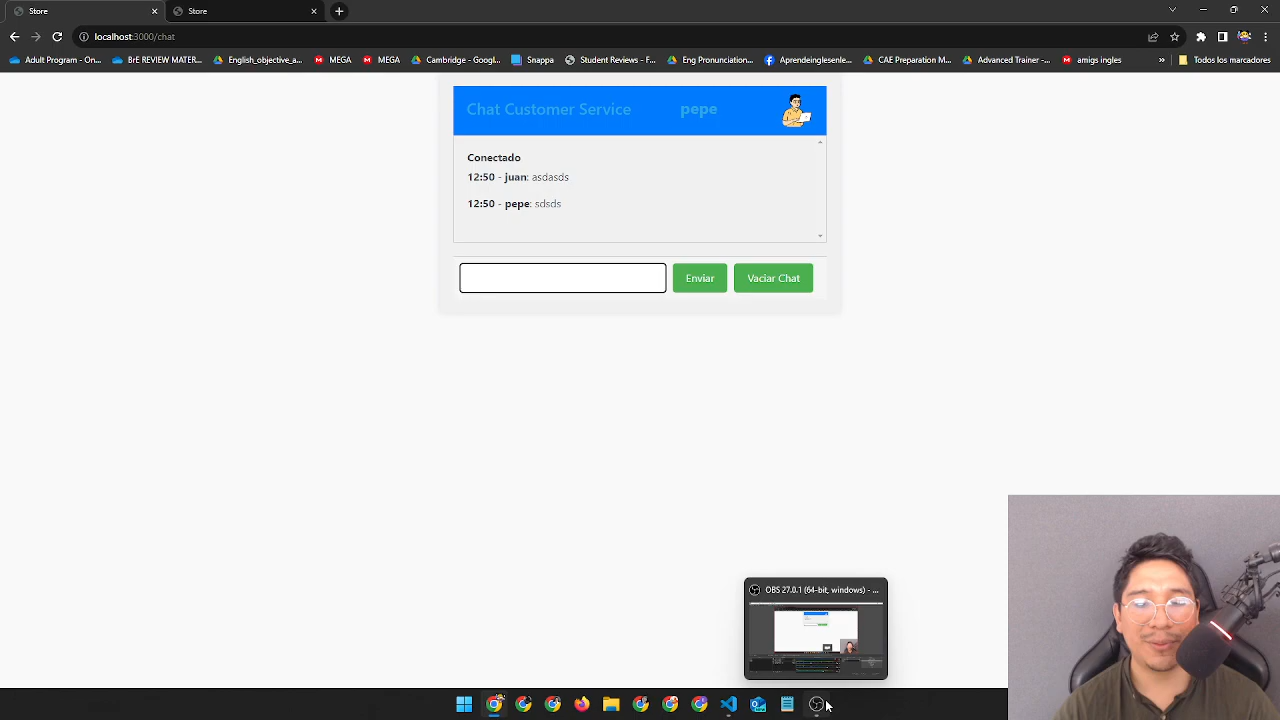 Store
Store
localhost:3000/chat
Adult Program - On...
BrE REVIEW MATER...
English_objective_a...
MEGA
MEGA
Cambridge - Googl...
Snappa
Student Reviews - F...
Eng Pronunciation...
Aprendeinglesenle...
CAE Preparation M...
Advanced Trainer -...
amigs ingles
»
Todos los marcadores
Chat Customer Service
pepe
Conectado
12:50 - juan: asdasds
12:50 - pepe: sdsds
Enviar
Vaciar Chat
OBS 27.0.1 (64-bit, windows) - ...